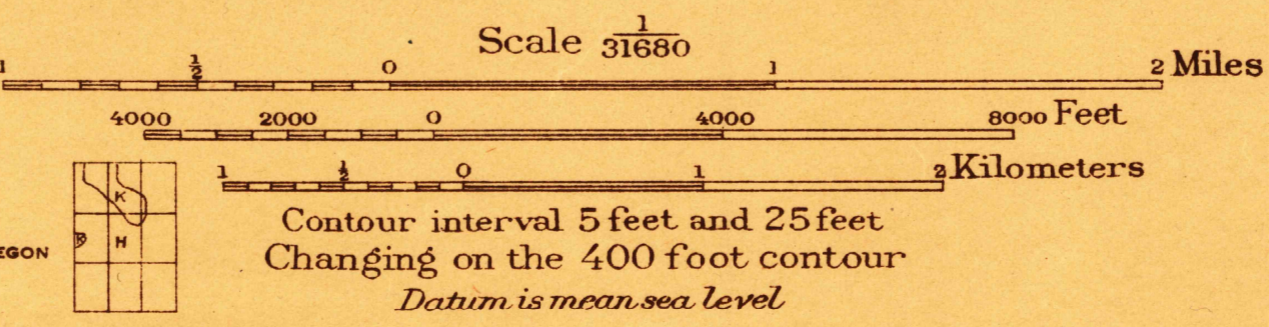 Scale 1/31680
1 ½ 0 1 2 Miles
4000 2000 0 4000 8000 Feet
1 ½ 0 1 2 Kilometers
K
H
EGON
Contour interval 5 feet and 25 feet
Changing on the 400 foot contour
Datum is mean sea level